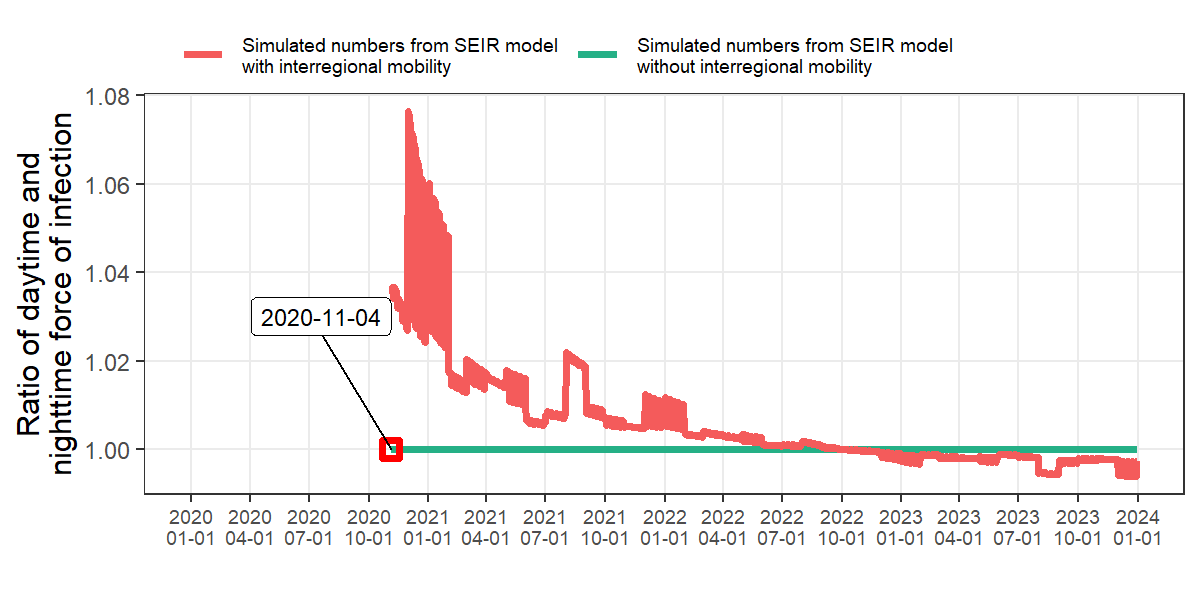 Simulated numbers from SEIR model
with interregional mobility
Simulated numbers from SEIR model
without interregional mobility
Ratio of daytime and
nighttime force of infection
1.08
1.06
1.04
1.02
1.00
2020-11-04
2020 2020 2020 2020 2021 2021 2021 2021 2022 2022 2022 2022 2023 2023 2023 2023 2024
01-01 04-01 07-01 10-01 01-01 04-01 07-01 10-01 01-01 04-01 07-01 10-01 01-01 04-01 07-01 10-01 01-01